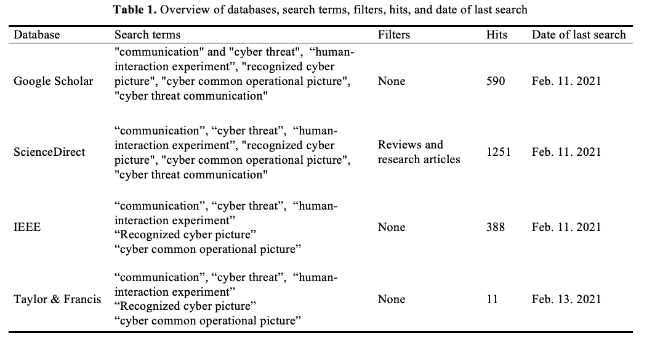 Table 1. Overview of databases, search terms, filters, hits, and date of last search
Database Search terms Filters Hits Date of last search
"communication" and "cyber threat", “human-
interaction experiment”, "recognized cyber
Google Scholar picture", "cyber common operational picture", None 590 Feb. 11. 2021
"cyber threat communication"
“communication”, “cyber threat”, “human-
interaction experiment”, "recognized cyber Reviews and
ScienceDirect picture", "cyber common operational picture", research articles 1251 Feb. 11. 2021
"cyber threat communication"
“communication”, “cyber threat”, “human-
interaction experiment”
IEEE “Recognized cyber picture” None 388 Feb. 11. 2021
“cyber common operational picture”
“communication”, “cyber threat”, “human-
interaction experiment”
Taylor & Francis “Recognized cyber picture” None 11 Feb. 13. 2021
“cyber common operational picture”